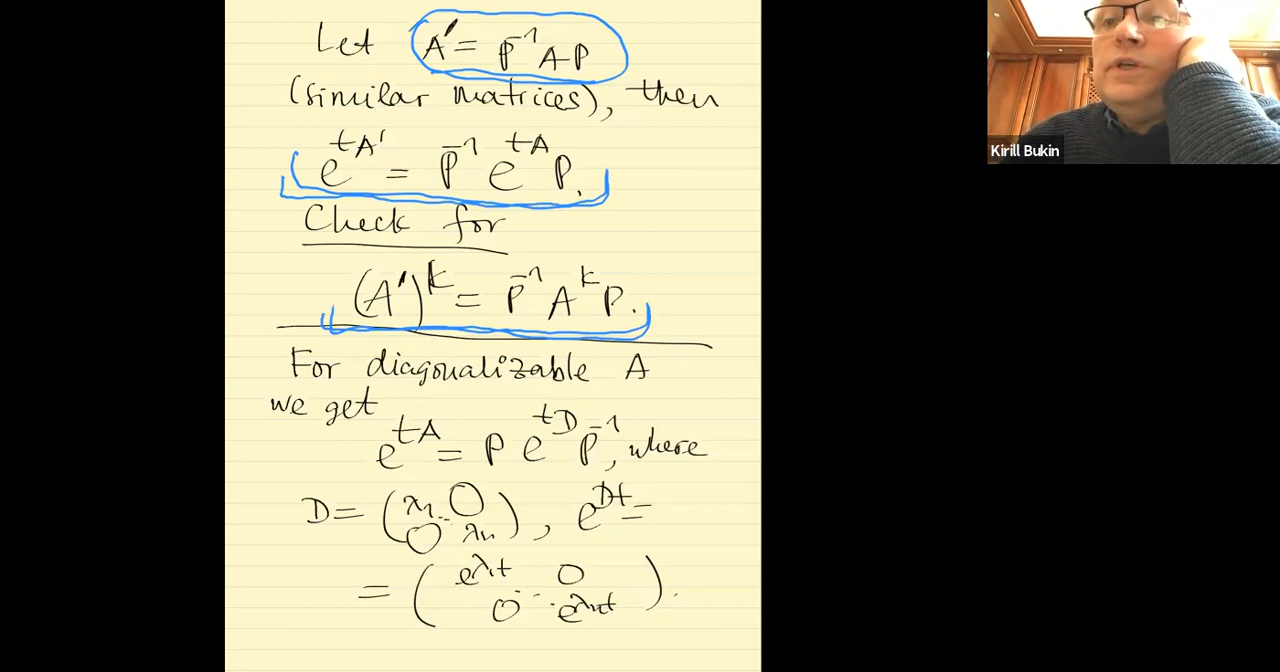 Let A' = P⁻¹AP
(similar matrices), then
e^{tA'} = P⁻¹ e^{tA} P.
Check for
(A')^k = P⁻¹ A^k P.
For diagonalizable A
we get
e^{tA} = P e^{tD} P⁻¹, where
D = (λ₁ 0 ⋱ 0 λₙ), e^{Dt} =
= (e^{λ₁t} 0 ⋱ 0 e^{λₙt}).
Kirill Bukin